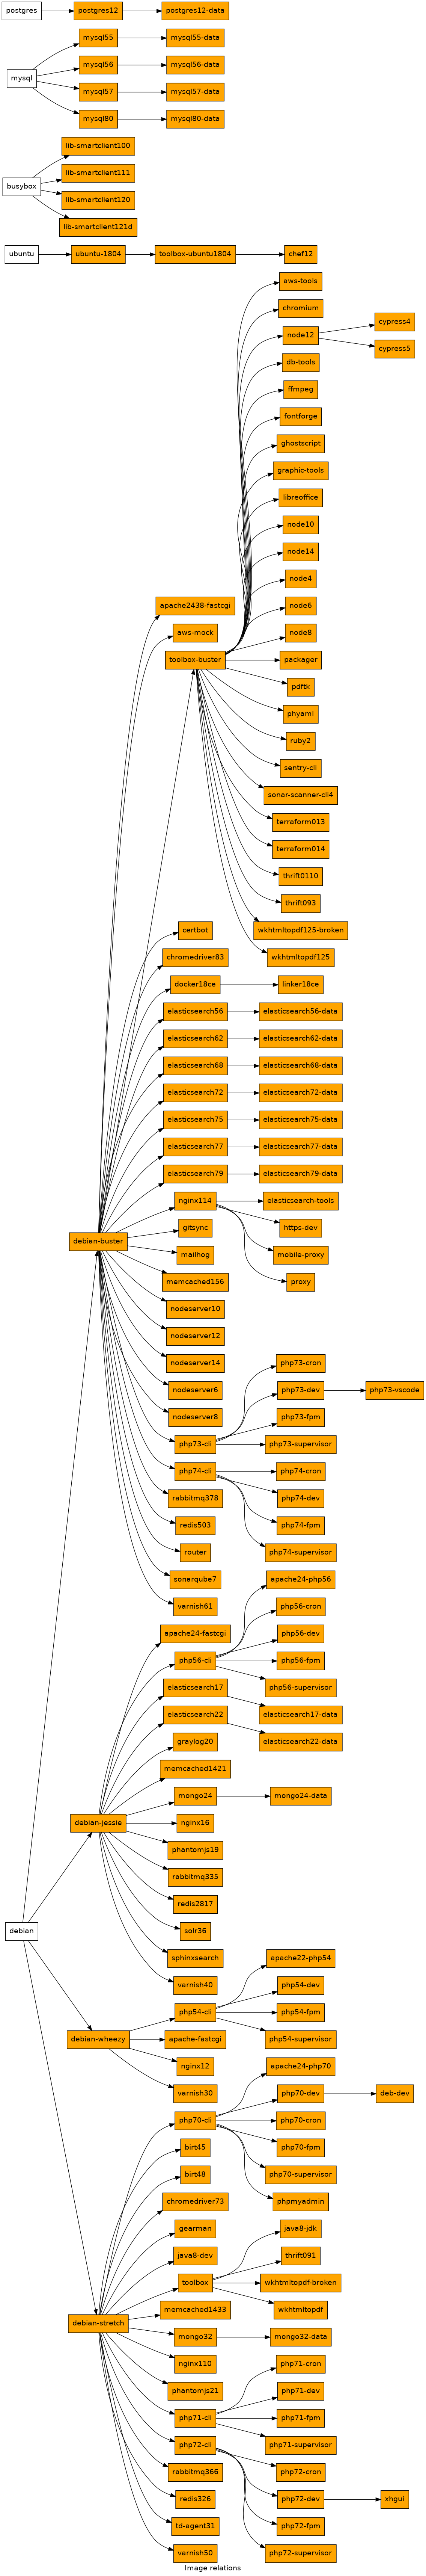 postgres
postgres12
postgres12-data
mysql
mysql55
mysql55-data
mysql56
mysql56-data
mysql57
mysql57-data
mysql80
mysql80-data
busybox
lib-smartclient100
lib-smartclient111
lib-smartclient120
lib-smartclient121d
ubuntu
ubuntu-1804
toolbox-ubuntu1804
chef12
aws-tools
chromium
node12
cypress4
cypress5
db-tools
ffmpeg
fontforge
ghostscript
graphic-tools
libreoffice
node10
node14
node4
apache2438-fastcgi
node6
aws-mock
node8
toolbox-buster
packager
pdftk
phyaml
ruby2
sentry-cli
sonar-scanner-cli4
terraform013
terraform014
thrift0110
thrift093
certbot
wkhtmltopdf125-broken
chromedriver83
wkhtmltopdf125
docker18ce
linker18ce
elasticsearch56
elasticsearch56-data
elasticsearch62
elasticsearch62-data
elasticsearch68
elasticsearch68-data
elasticsearch72
elasticsearch72-data
elasticsearch75
elasticsearch75-data
elasticsearch77
elasticsearch77-data
elasticsearch79
elasticsearch79-data
nginx114
elasticsearch-tools
gitsync
https-dev
debian-buster
mailhog
mobile-proxy
memcached156
proxy
nodeserver10
nodeserver12
nodeserver14
php73-cron
nodeserver6
php73-dev
php73-vscode
nodeserver8
php73-fpm
php73-cli
php73-supervisor
php74-cli
php74-cron
rabbitmq378
php74-dev
redis503
php74-fpm
router
php74-supervisor
sonarqube7
apache24-php56
varnish61
php56-cron
apache24-fastcgi
php56-dev
php56-cli
php56-fpm
elasticsearch17
php56-supervisor
elasticsearch22
elasticsearch17-data
graylog20
elasticsearch22-data
memcached1421
mongo24
mongo24-data
debian-jessie
nginx16
phantomjs19
rabbitmq335
redis2817
debian
solr36
sphinxsearch
apache22-php54
varnish40
php54-dev
php54-cli
php54-fpm
debian-wheezy
apache-fastcgi
php54-supervisor
nginx12
apache24-php70
varnish30
php70-dev
deb-dev
php70-cli
php70-cron
birt45
php70-fpm
birt48
php70-supervisor
chromedriver73
phpmyadmin
gearman
java8-jdk
java8-dev
thrift091
toolbox
wkhtmltopdf-broken
memcached1433
wkhtmltopdf
debian-stretch
mongo32
mongo32-data
nginx110
php71-cron
phantomjs21
php71-dev
php71-cli
php71-fpm
php72-cli
php71-supervisor
rabbitmq366
php72-cron
redis326
php72-dev
xhgui
td-agent31
php72-fpm
varnish50
php72-supervisor
Image relations